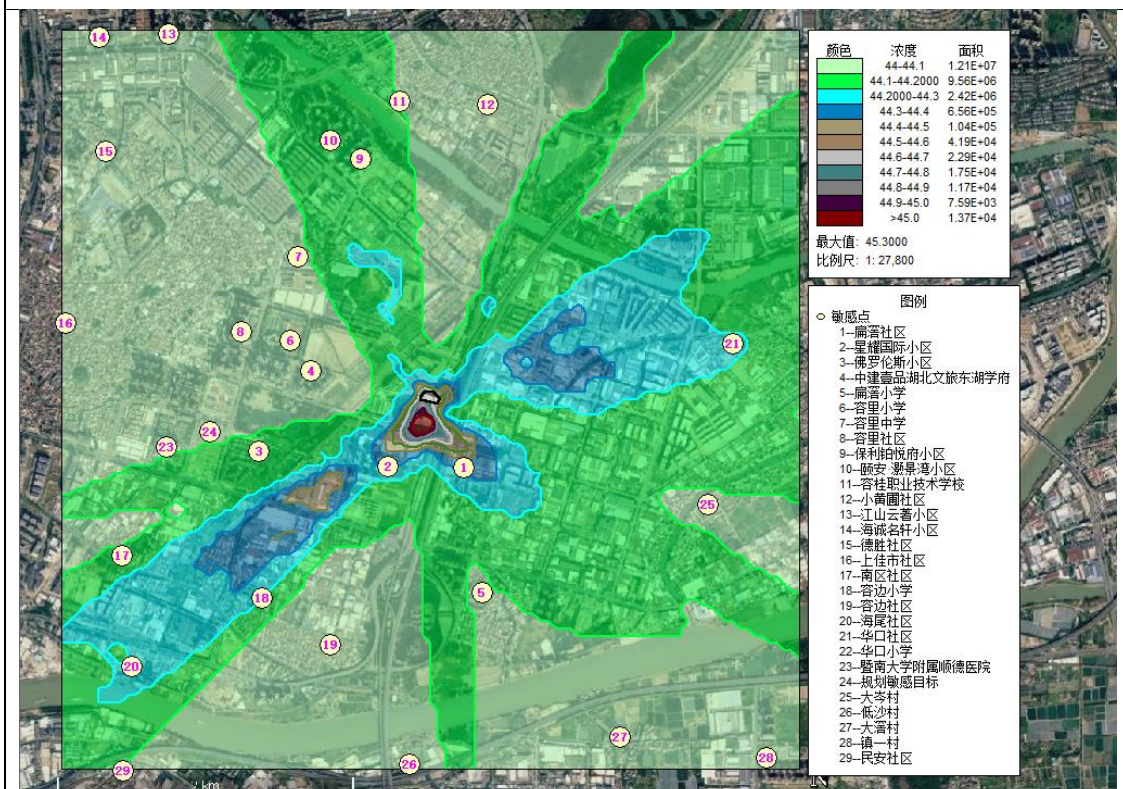 颜色 浓度 面积
44-44.1 1.21E+07
44.1-44.2000 9.56E+06
44.2000-44.3 2.42E+06
44.3-44.4 6.56E+05
44.4-44.5 1.04E+05
44.5-44.6 4.19E+04
44.6-44.7 2.29E+04
44.7-44.8 1.75E+04
44.8-44.9 1.17E+04
44.9-45.0 7.59E+03
>45.0 1.37E+04
最大值: 45.3000
比例尺: 1: 27,800
图例
敏感点
1--扁滘社区
2--星耀国际小区
3--佛罗伦斯小区
4--中建壹品湖北文旅东湖学府
5--扁滘小学
6--容里小学
7--容里中学
8--容里社区
9--保利铂悦府小区
10--颐安·灏景湾小区
11--容桂职业技术学校
12--小黄圃社区
13--江山云著小区
14--海诚名轩小区
15--德胜社区
16--上佳市社区
17--南区社区
18--容边小学
19--容边社区
20--海尾社区
21--华口社区
22--华口小学
23--暨南大学附属顺德医院
24--规划敏感目标
25--大岑村
26--低沙村
27--大滘村
28--镇一村
29--民安社区
14
13
11
12
10
9
15
7
16
8
6
4
21
24
23
3
2
1
25
17
5
18
19
20
27
26
28
29
2 km
N